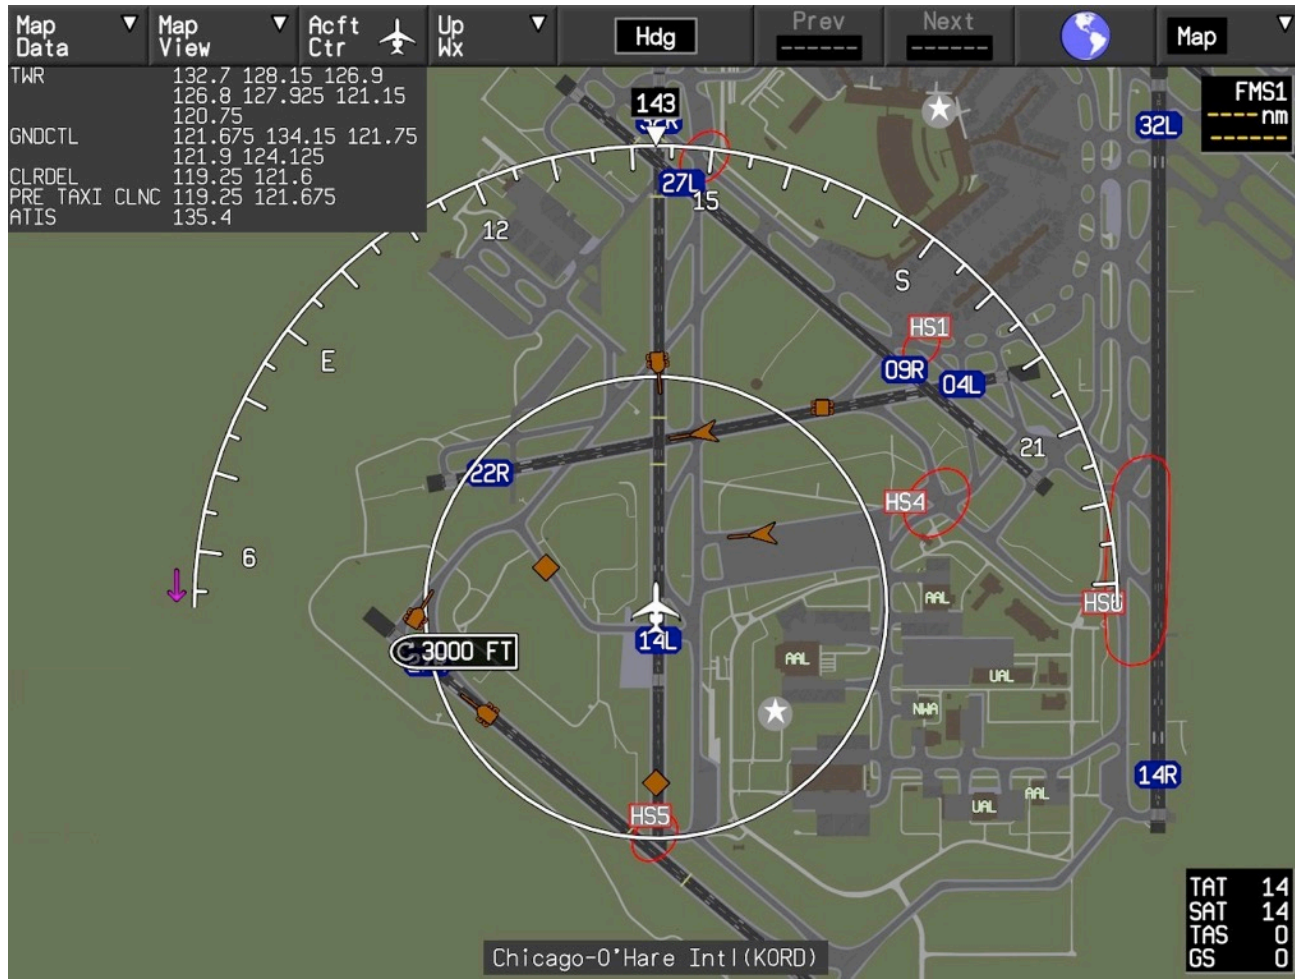 Map Data
Map View
Acft Ctr
Up Wx
Hdg
Prev
------
Next
------
Map
TWR 132.7 128.15 126.9
126.8 127.925 121.15
120.75
GNDCTL 121.675 134.15 121.75
121.9 124.125
CLRDEL 119.25 121.6
PRE TAXI CLNC 119.25 121.675
ATIS 135.4
FMS1
----nm
------
143
32L
27L
15
12
S
E
HS1
09R
04L
21
22R
HS4
6
AAL
14L
3000 FT
AAL
UAL
NWA
14R
UAL
AAL
HS5
TAT 14
SAT 14
TAS 0
GS 0
Chicago-O'Hare Intl(KORD)